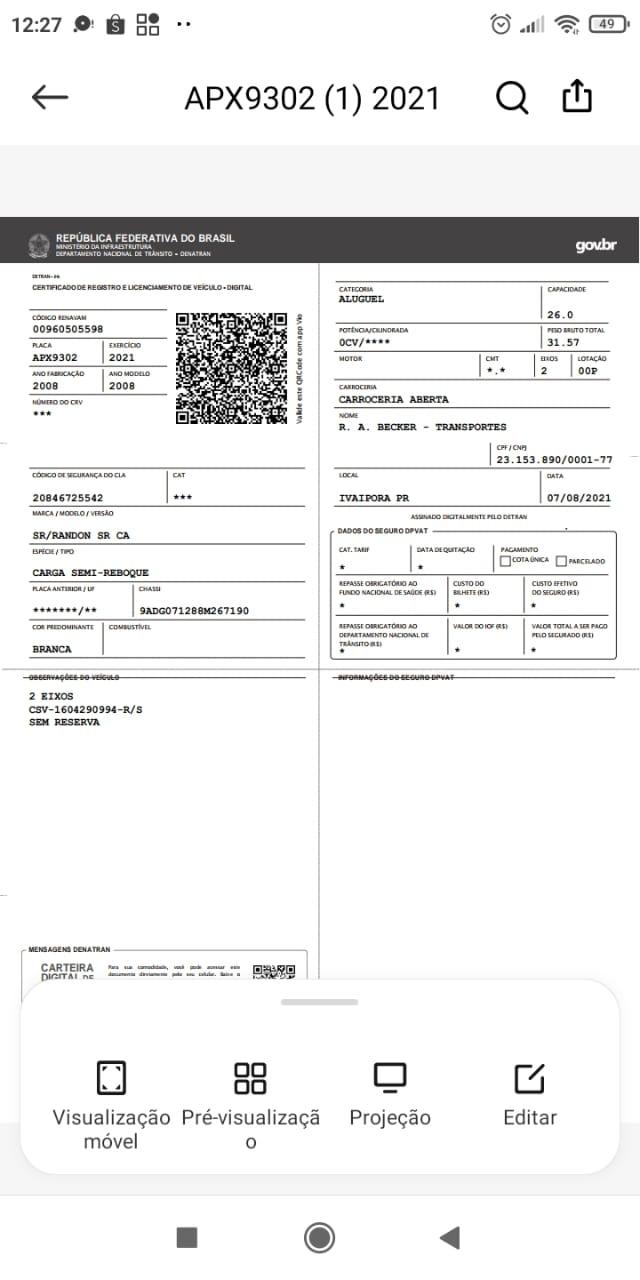 12:27
49
APX9302 (1) 2021
REPÚBLICA FEDERATIVA DO BRASIL
MINISTÉRIO DA INFRAESTRUTURA
DEPARTAMENTO NACIONAL DE TRÂNSITO - DENATRAN
gov.br
DETRAN- PR
CERTIFICADO DE REGISTRO E LICENCIAMENTO DE VEÍCULO - DIGITAL
CÓDIGO RENAVAM
00960505598
PLACA EXERCÍCIO
APX9302 2021
ANO FABRICAÇÃO ANO MODELO
2008 2008
NÚMERO DO CRV
***
Valide este QRCode com app Vio
CÓDIGO DE SEGURANÇA DO CLA CAT
20846725542 ***
MARCA / MODELO / VERSÃO
SR/RANDON SR CA
ESPÉCIE / TIPO
CARGA SEMI-REBOQUE
PLACA ANTERIOR / UF CHASSI
*******/** 9ADG071288M267190
COR PREDOMINANTE COMBUSTÍVEL
BRANCA
CATEGORIA CAPACIDADE
ALUGUEL
26.0
POTÊNCIA/CILINDRADA PESO BRUTO TOTAL
0CV/**** 31.57
MOTOR CMT EIXOS LOTAÇÃO
*.* 2 00P
CARROCERIA
CARROCERIA ABERTA
NOME
R. A. BECKER - TRANSPORTES
CPF / CNPJ
23.153.890/0001-77
LOCAL DATA
IVAIPORA PR 07/08/2021
ASSINADO DIGITALMENTE PELO DETRAN
DADOS DO SEGURO DPVAT
CAT. TARIF DATA DE QUITAÇÃO PAGAMENTO
* * COTA ÚNICA PARCELADO
REPASSE OBRIGATÓRIO AO FUNDO NACIONAL DE SAÚDE (R$) CUSTO DO BILHETE (R$) CUSTO EFETIVO DO SEGURO (R$)
* * *
REPASSE OBRIGATÓRIO AO DEPARTAMENTO NACIONAL DE TRÂNSITO (R$) VALOR DO IOF (R$) VALOR TOTAL A SER PAGO PELO SEGURADO (R$)
* * *
OBSERVAÇÕES DO VEÍCULO
2 EIXOS
CSV-1604290994-R/S
SEM RESERVA
INFORMAÇÕES DO SEGURO DPVAT
MENSAGENS DENATRAN
CARTEIRA
DIGITAL DE
Para sua comodidade, você pode acessar este
documento diretamente pelo seu celular. Baixe o
Visualização móvel
Pré-visualização
Projeção
Editar